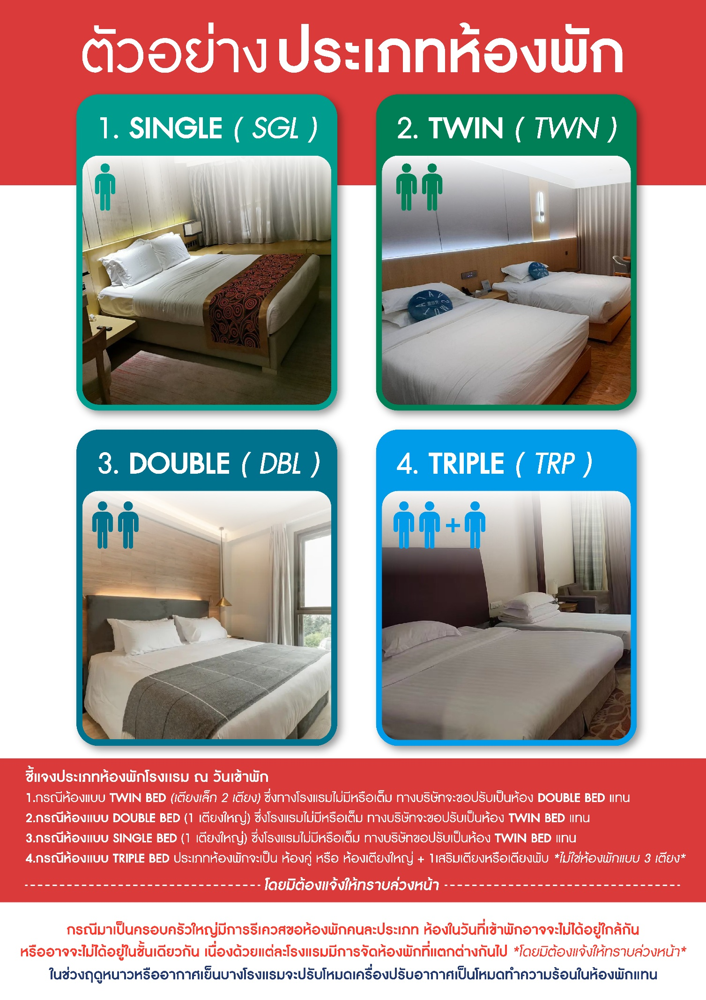 ตัวอย่างประเภทห้องพัก
1. SINGLE ( SGL )
2. TWIN ( TWN )
3. DOUBLE ( DBL )
4. TRIPLE ( TRP )
+
ชี้แจงประเภทห้องพักโรงแรม ณ วันเข้าพัก
1.กรณีห้องแบบ TWIN BED (เตียงเล็ก 2 เตียง) ซึ่งทางโรงแรมไม่มีหรือเต็ม ทางบริษัทจะขอปรับเป็นห้อง DOUBLE BED แทน
2.กรณีห้องแบบ DOUBLE BED (1 เตียงใหญ่) ซึ่งโรงแรมไม่มีหรือเต็ม ทางบริษัทจะขอปรับเป็นห้อง TWIN BED แทน
3.กรณีห้องแบบ SINGLE BED (1 เตียงใหญ่) ซึ่งโรงแรมไม่มีหรือเต็ม ทางบริษัทขอปรับเป็นห้อง TWIN BED แทน
4.กรณีห้องแบบ TRIPLE BED ประเภทห้องพักจะเป็น ห้องคู่ หรือ ห้องเตียงใหญ่ + 1เสริมเตียงหรือเตียงพับ *ไม่ใช่ห้องพักแบบ 3 เตียง*
โดยมิต้องแจ้งให้ทราบล่วงหน้า
กรณีมาเป็นครอบครัวใหญ่มีการรีเควสขอห้องพักคนละประเภท ห้องในวันที่เข้าพักอาจจะไม่ได้อยู่ใกล้กัน
หรืออาจจะไม่ได้อยู่ในชั้นเดียวกัน เนื่องด้วยแต่ละโรงแรมมีการจัดห้องพักที่แตกต่างกันไป *โดยมิต้องแจ้งให้ทราบล่วงหน้า*
ในช่วงฤดูหนาวหรืออากาศเย็นบางโรงแรมจะปรับโหมดเครื่องปรับอากาศเป็นโหมดทำความร้อนในห้องพักแทน